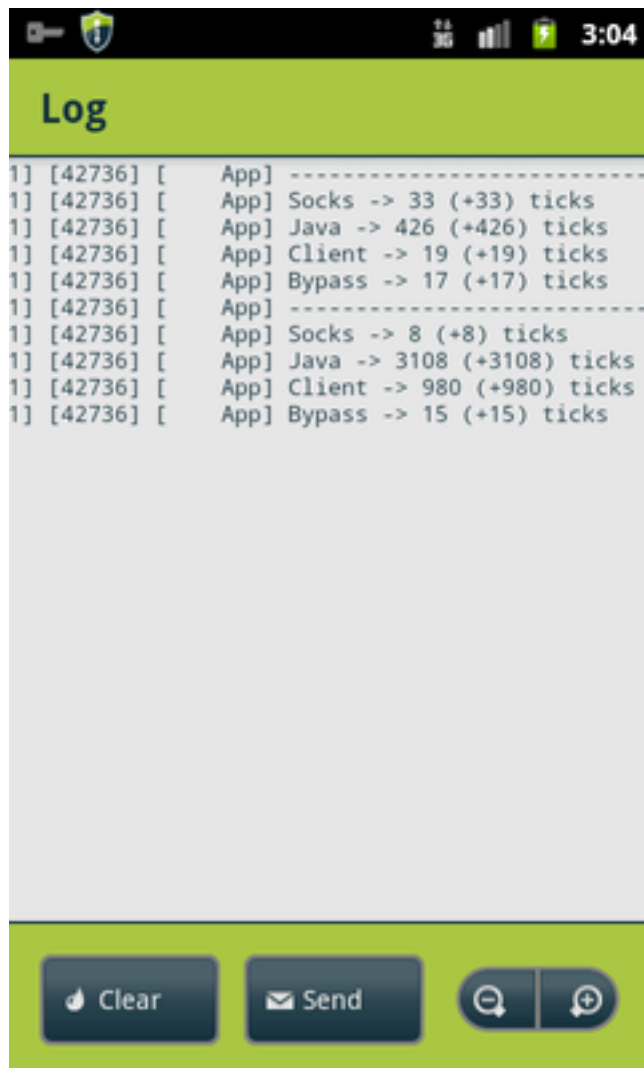 3G 3:04
Log
1] [42736] [    App] ---------------------------
1] [42736] [    App] Socks -> 33 (+33) ticks
1] [42736] [    App] Java -> 426 (+426) ticks
1] [42736] [    App] Client -> 19 (+19) ticks
1] [42736] [    App] Bypass -> 17 (+17) ticks
1] [42736] [    App] ---------------------------
1] [42736] [    App] Socks -> 8 (+8) ticks
1] [42736] [    App] Java -> 3108 (+3108) ticks
1] [42736] [    App] Client -> 980 (+980) ticks
1] [42736] [    App] Bypass -> 15 (+15) ticks
Clear Send